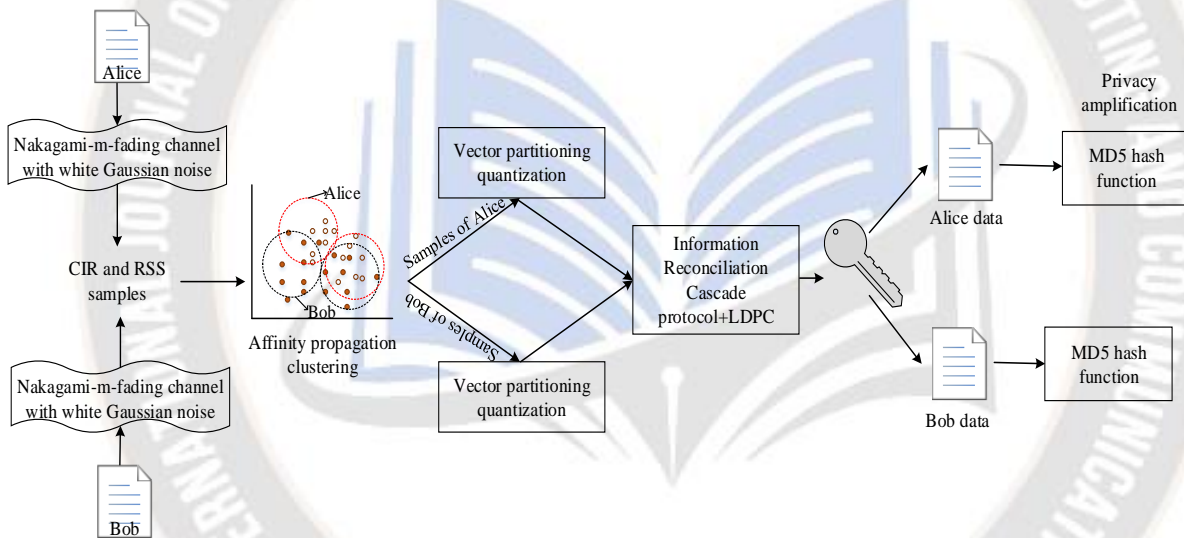 Alice
Nakagami-m-fading channel
with white Gaussian noise
CIR and RSS
samples
Nakagami-m-fading channel
with white Gaussian noise
Bob
Alice
Bob
Affinity propagation
clustering
Samples of Alice
Samples of Bob
Vector partitioning
quantization
Vector partitioning
quantization
Information
Reconciliation
Cascade
protocol+LDPC
Alice data
Bob data
Privacy
amplification
MD5 hash
function
MD5 hash
function